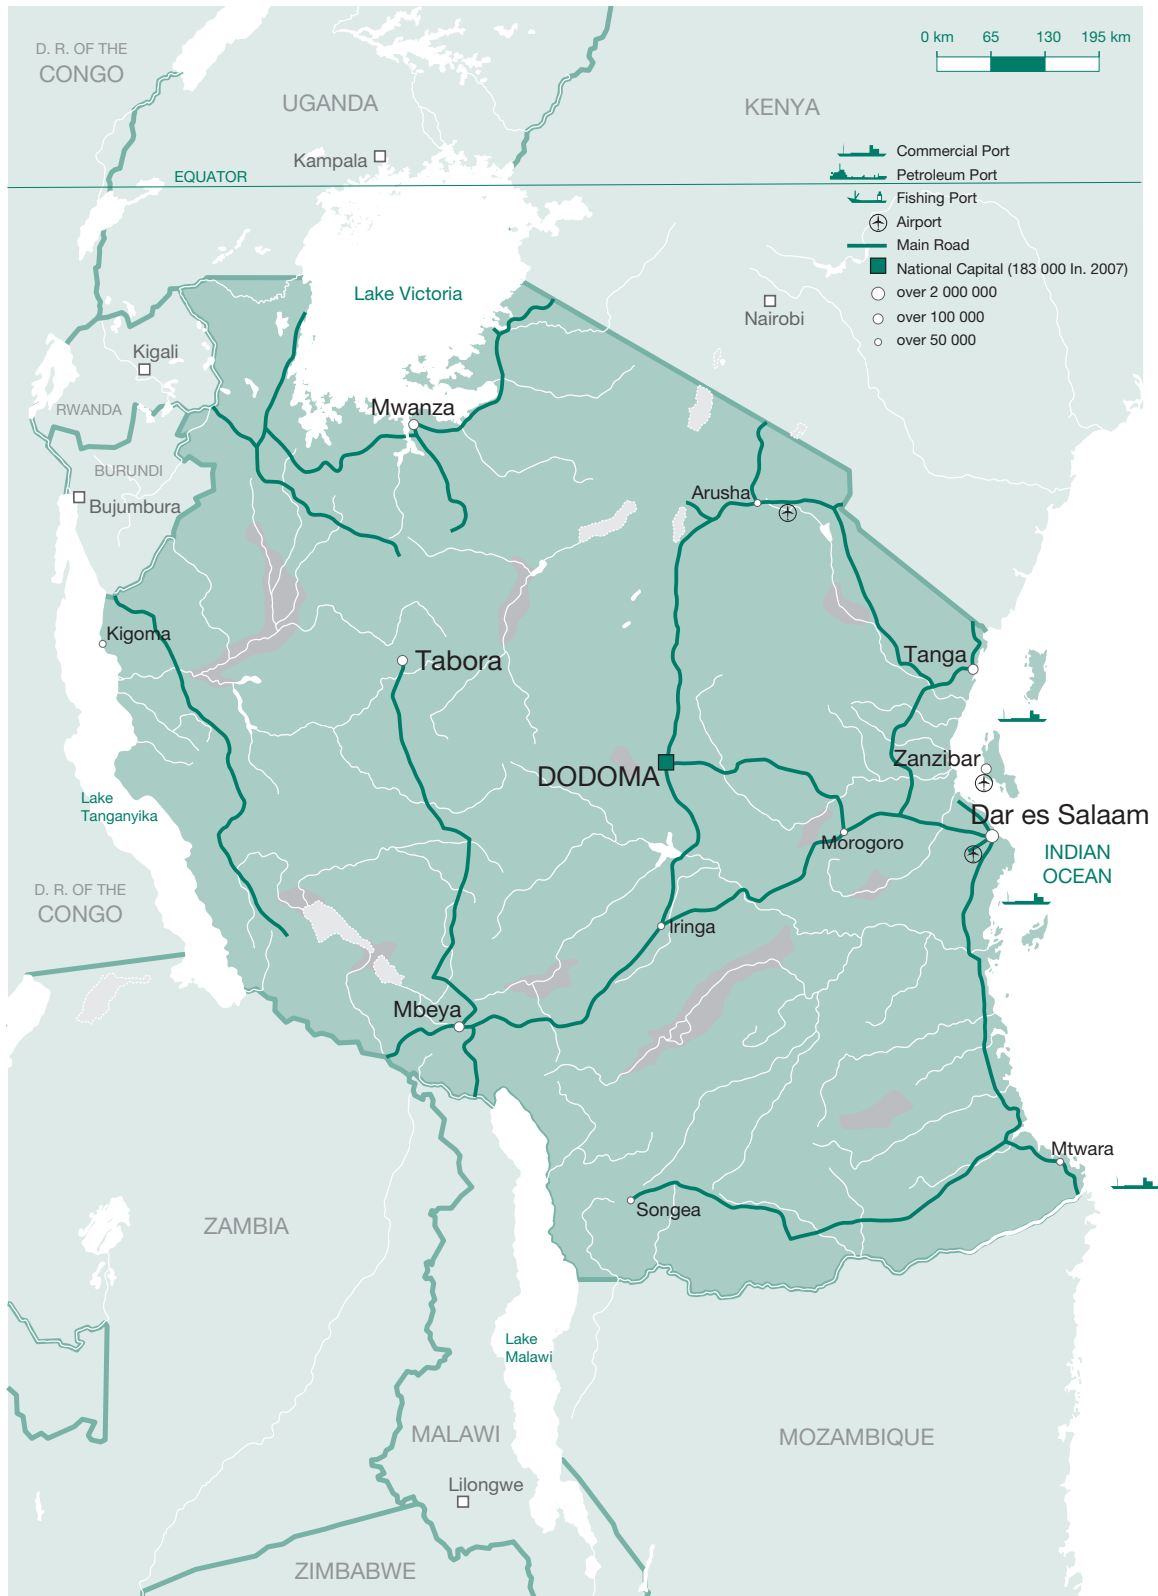 0 km 65 130 195 km
D. R. OF THE
CONGO
UGANDA
KENYA
Kampala
Commercial Port
Petroleum Port
EQUATOR
Fishing Port
Airport
Main Road
National Capital (183 000 In. 2007)
over 2 000 000
over 100 000
over 50 000
Lake Victoria
Nairobi
Kigali
RWANDA
Mwanza
BURUNDI
Bujumbura
Arusha
Kigoma
Tabora
Tanga
Zanzibar
DODOMA
Lake
Tanganyika
Dar es Salaam
Morogoro
INDIAN
OCEAN
D. R. OF THE
CONGO
Iringa
Mbeya
Mtwara
Songea
ZAMBIA
Lake
Malawi
MALAWI
MOZAMBIQUE
Lilongwe
ZIMBABWE